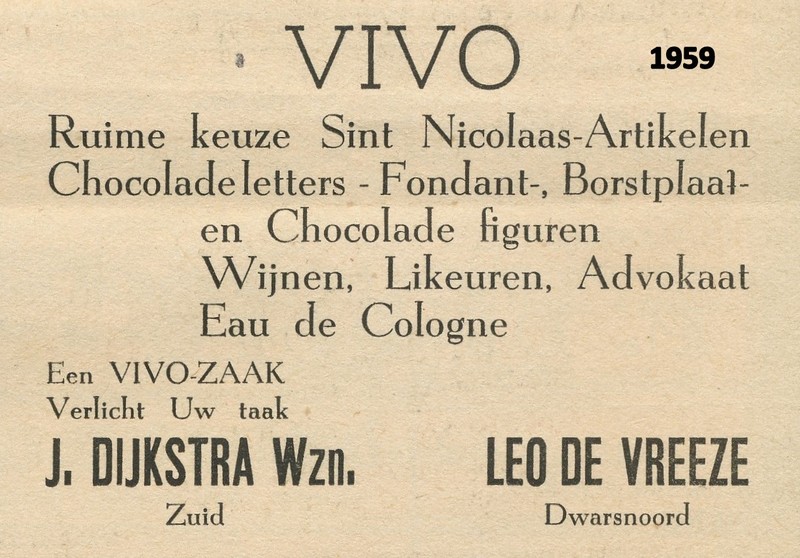 VIVO
1959
Ruime keuze Sint Nicolaas-Artikelen
Chocoladeletters - Fondant-, Borstplaat-
en Chocolade figuren
Wijnen, Likeuren, Advokaat
Eau de Cologne
Een VIVO-ZAAK
Verlicht Uw taak
J. DIJKSTRA Wzn.
Zuid
LEO DE VREEZE
Dwarsnoord